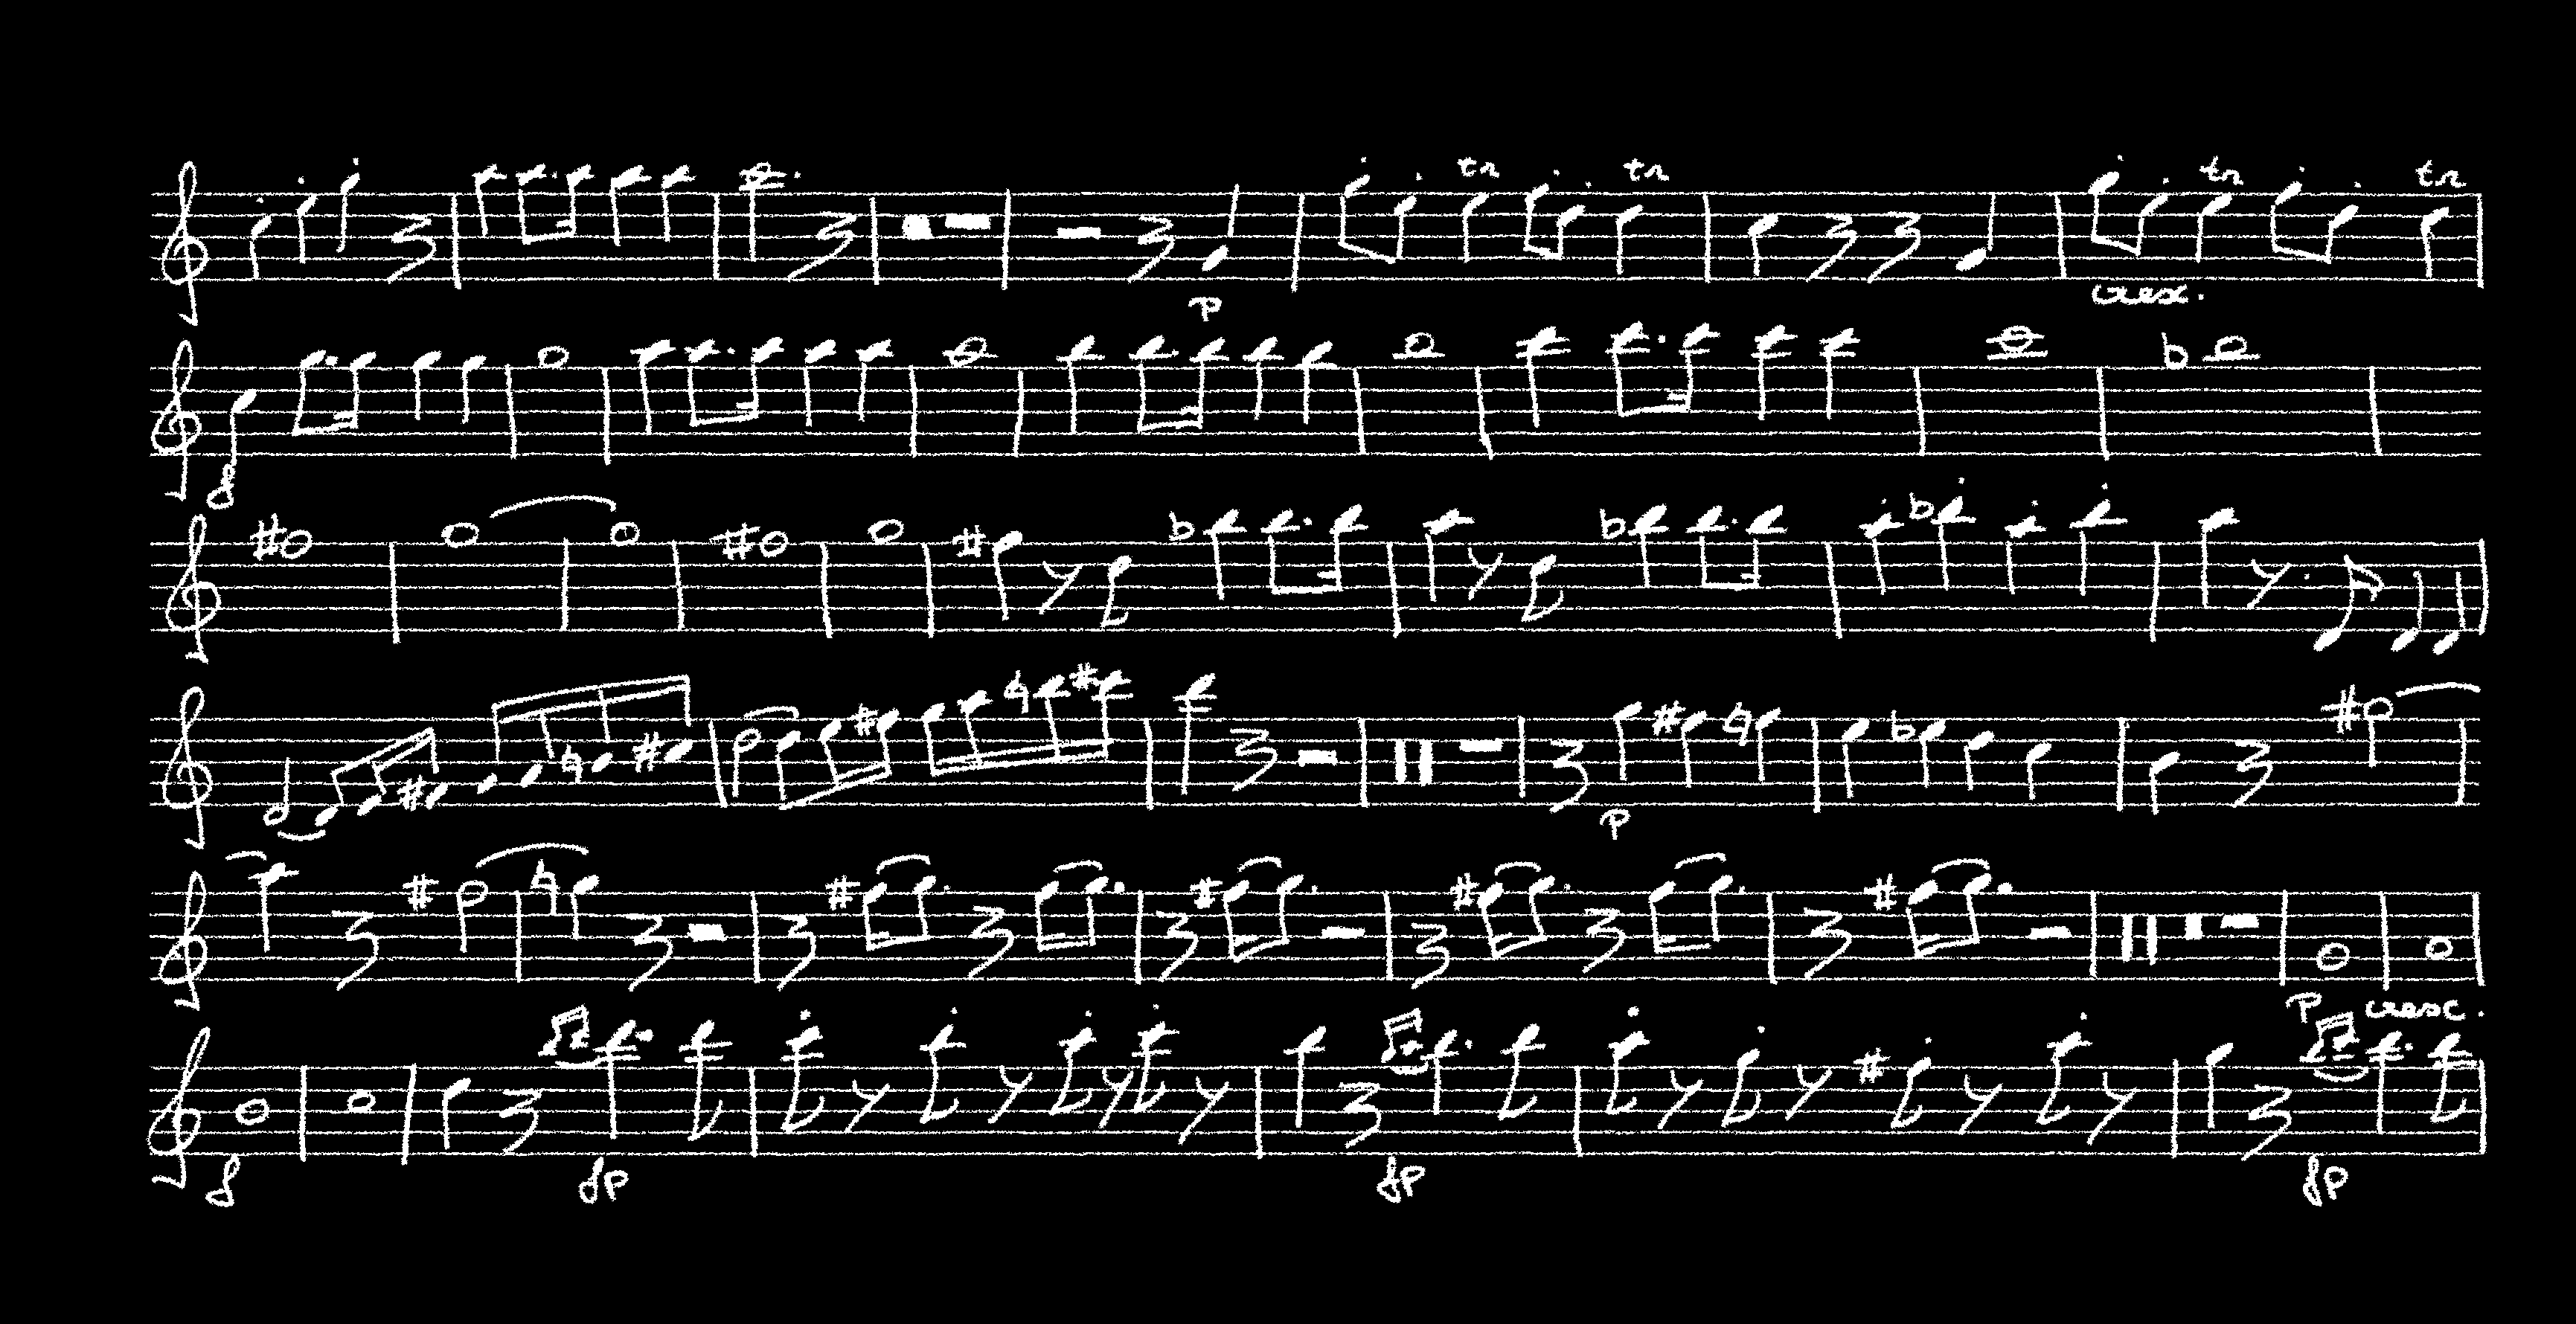 tr tr tr tr
p cresc.
f
p
p cresc.
f fp fp fp